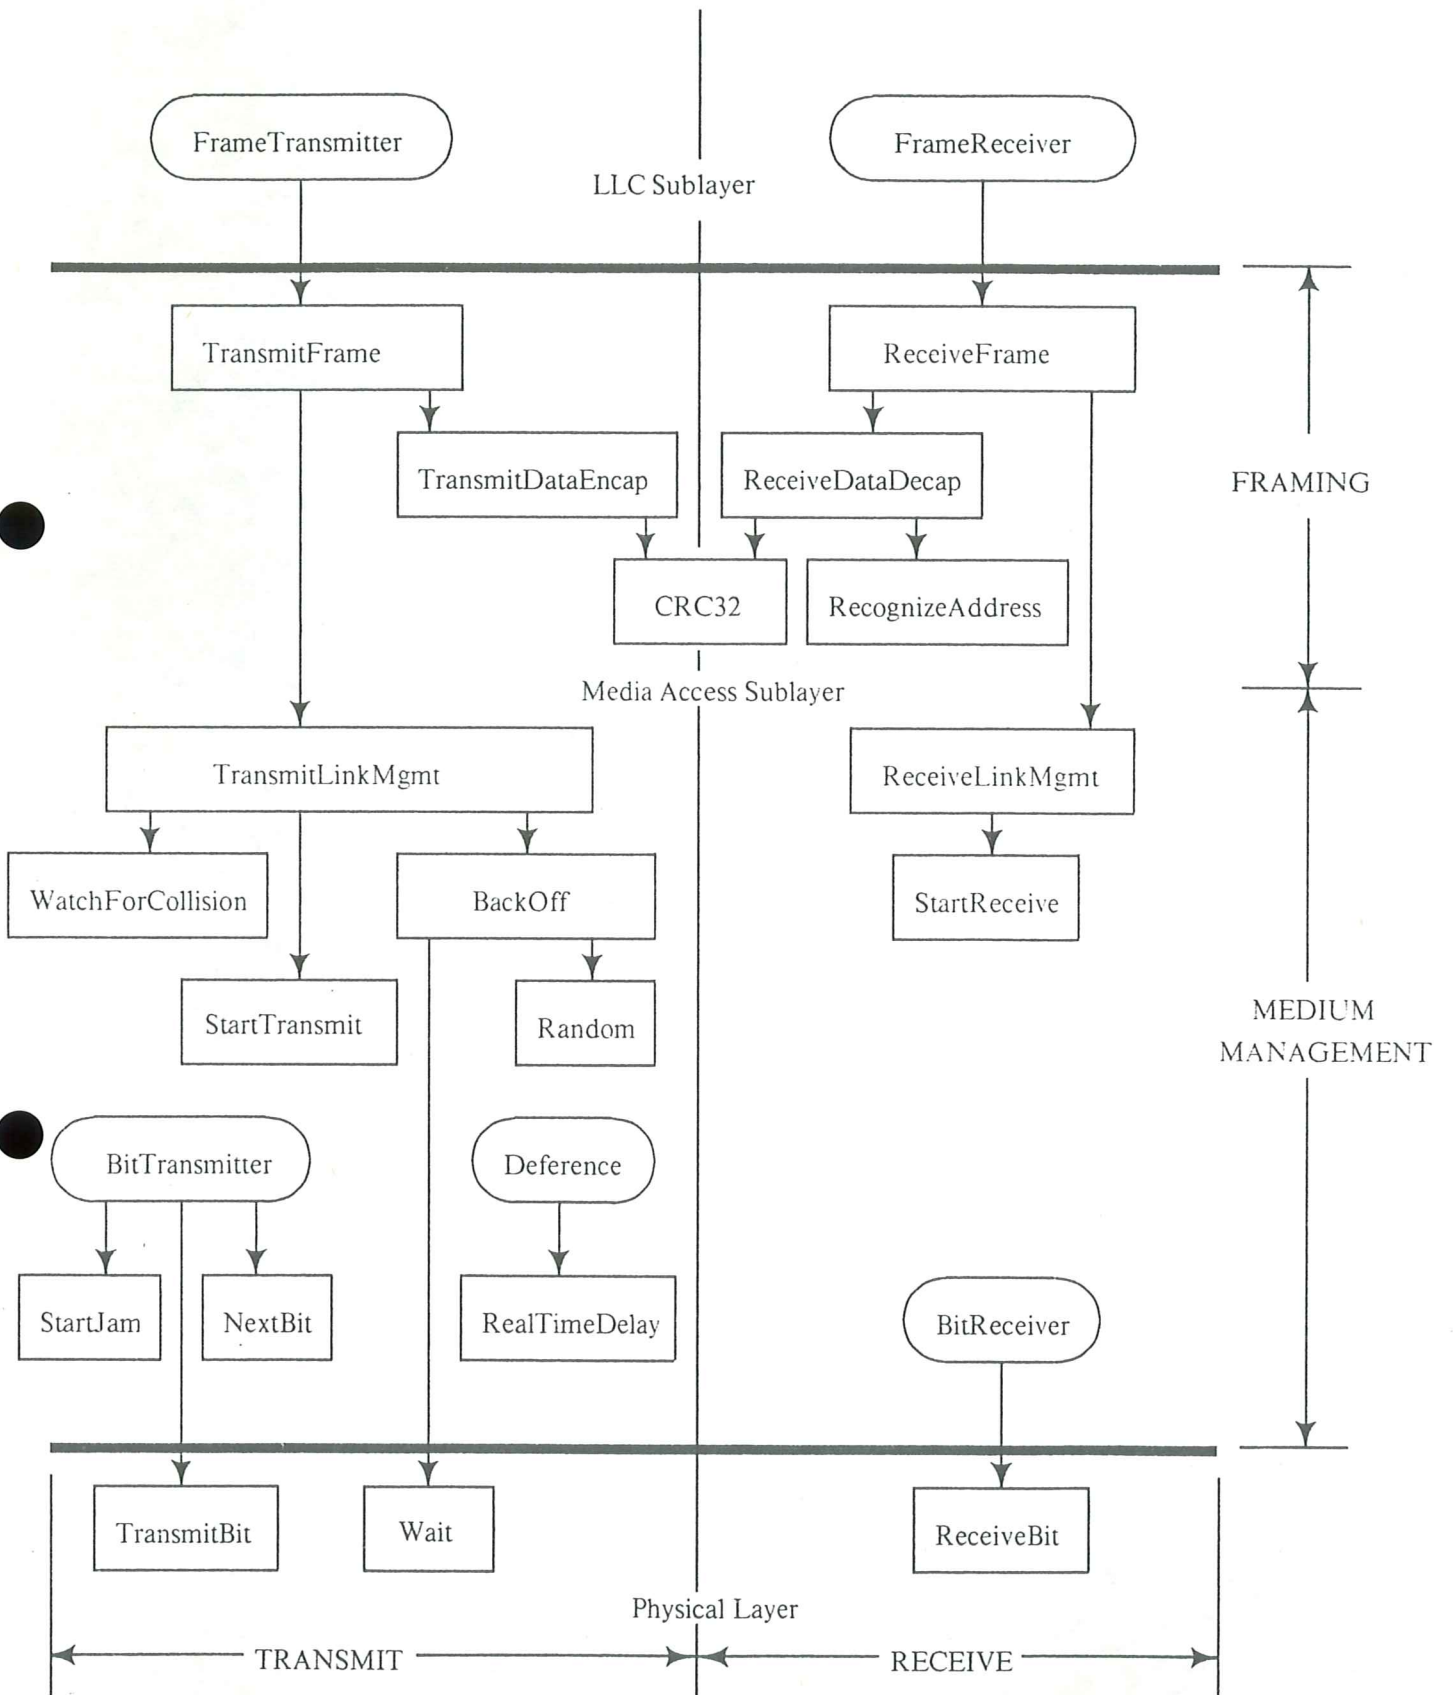 FrameTransmitter
FrameReceiver
LLC Sublayer
TransmitFrame
ReceiveFrame
TransmitDataEncap
ReceiveDataDecap
FRAMING
CRC32
RecognizeAddress
Media Access Sublayer
TransmitLinkMgmt
ReceiveLinkMgmt
WatchForCollision
BackOff
StartReceive
StartTransmit
Random
MEDIUM
MANAGEMENT
BitTransmitter
Deference
StartJam
NextBit
RealTimeDelay
BitReceiver
TransmitBit
Wait
ReceiveBit
Physical Layer
TRANSMIT
RECEIVE